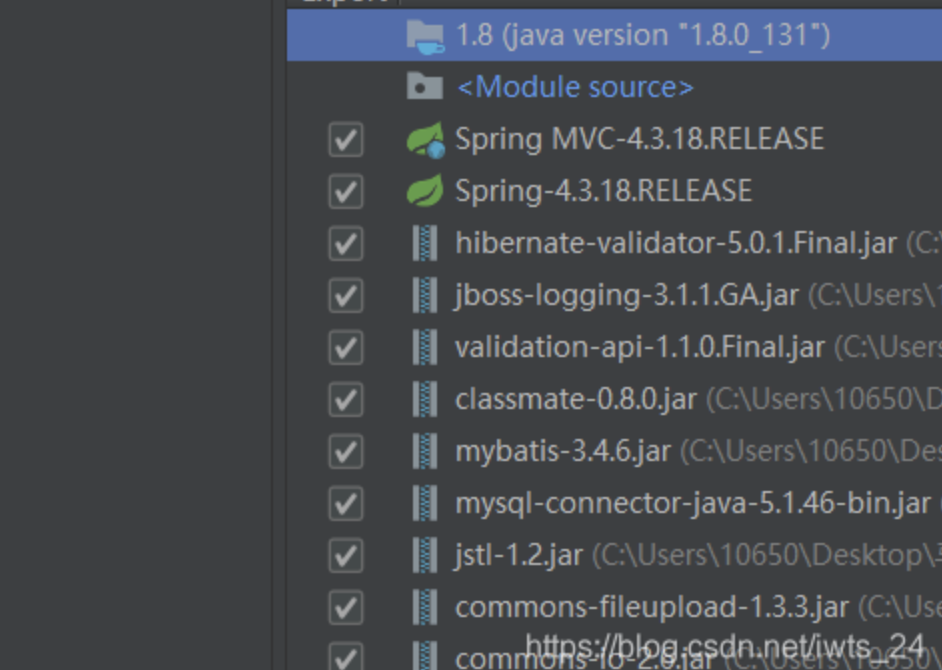 1.8 (java version "1.8.0_131")
<Module source>
Spring MVC-4.3.18.RELEASE
Spring-4.3.18.RELEASE
hibernate-validator-5.0.1.Final.jar (C:
jboss-logging-3.1.1.GA.jar (C:\Users\1
validation-api-1.1.0.Final.jar (C:\Users
classmate-0.8.0.jar (C:\Users\10650\D
mybatis-3.4.6.jar (C:\Users\10650\Des
mysql-connector-java-5.1.46-bin.jar (
jstl-1.2.jar (C:\Users\10650\Desktop\
commons-fileupload-1.3.3.jar (C:\Use
https://blog.csdn.net/iwts_24
commons-io-2.6.jar (C:\Users\10650\